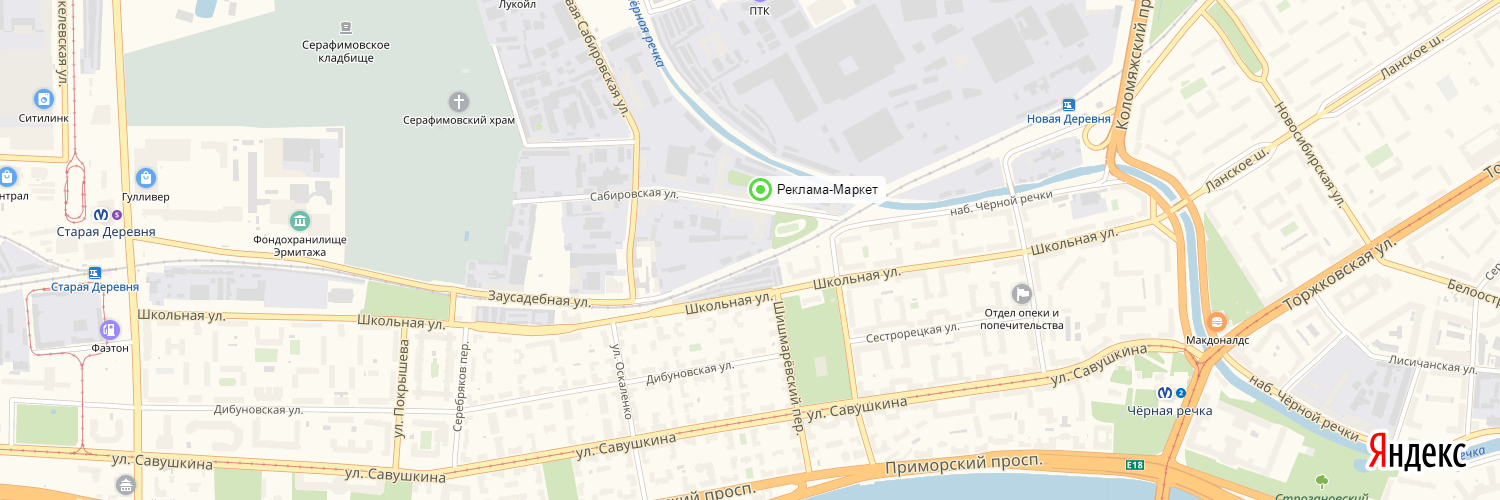 Лукойл
ПТК
Чёрная речка
Сабировская ул.
Коломяжский пр
Ланское ш.
Серафимовское
кладбище
Ситилинк
Серафимовский храм
Новая Деревня
Новосибирская ул.
Ланское ш.
Гулливер
Реклама-Маркет
Сабировская ул.
наб. Чёрной речки
Старая Деревня
Фондохранилище
Эрмитажа
Школьная ул.
Торжковская ул.
Старая Деревня
Заусадебная ул.
Школьная ул.
Школьная ул.
Школьная ул.
Школьная ул.
Отдел опеки и
попечительства
Фаэтон
Сестрорецкая ул.
Макдоналдс
ул. Покрышева
Серебряков пер.
ул. Оскаленко
Шишмарёвский пер.
Лисичанская ул.
Дибуновская ул.
ул. Савушкина
Дибуновская ул.
ул. Савушкина
Чёрная речка
2
наб. Чёрной речки
ул. Савушкина
ул. Савушкина
ул. Савушкина
Приморский просп.
E18
Яндекс
речка
Строгановский